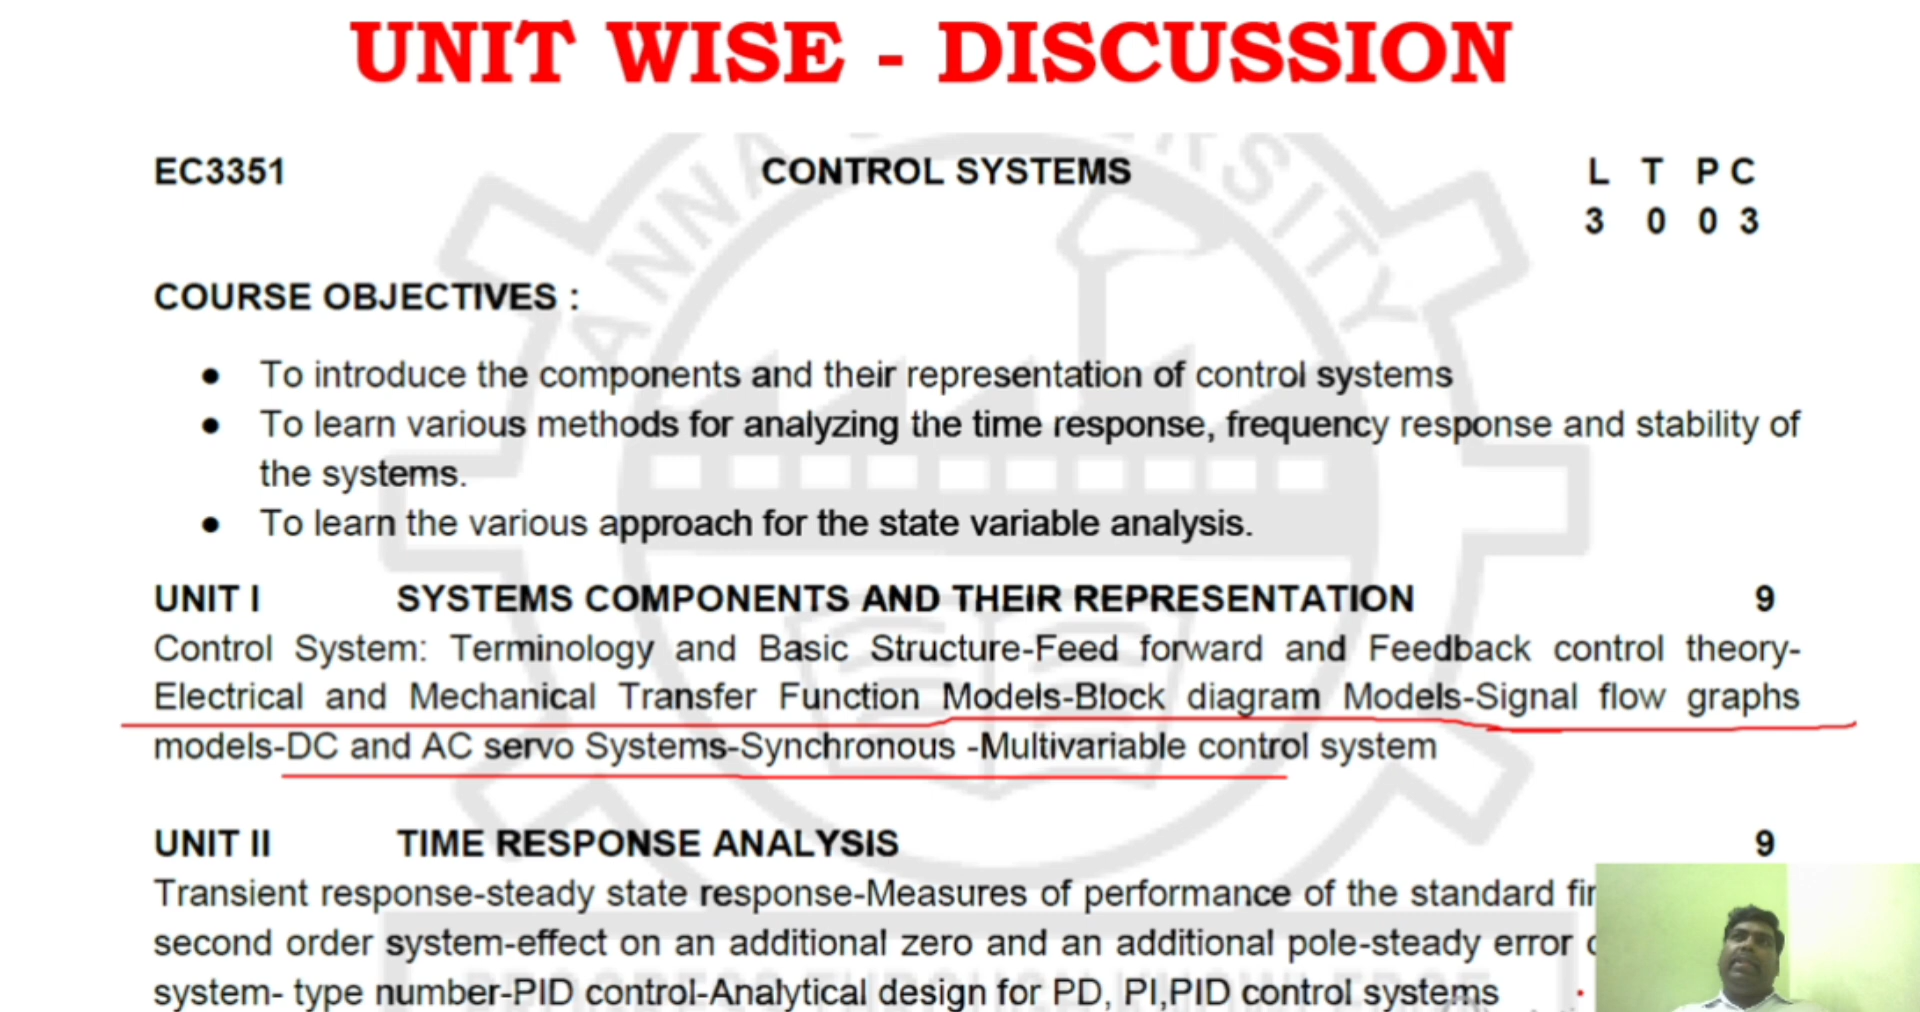 UNIT WISE - DISCUSSION
EC3351 CONTROL SYSTEMS L T P C
3 0 0 3
COURSE OBJECTIVES :
● To introduce the components and their representation of control systems
● To learn various methods for analyzing the time response, frequency response and stability of
the systems.
● To learn the various approach for the state variable analysis.
UNIT I SYSTEMS COMPONENTS AND THEIR REPRESENTATION 9
Control System: Terminology and Basic Structure-Feed forward and Feedback control theory-
Electrical and Mechanical Transfer Function Models-Block diagram Models-Signal flow graphs
models-DC and AC servo Systems-Synchronous -Multivariable control system
UNIT II TIME RESPONSE ANALYSIS 9
Transient response-steady state response-Measures of performance of the standard
second order system-effect on an additional zero and an additional pole-steady error
system- type number-PID control-Analytical design for PD, PI,PID control systems